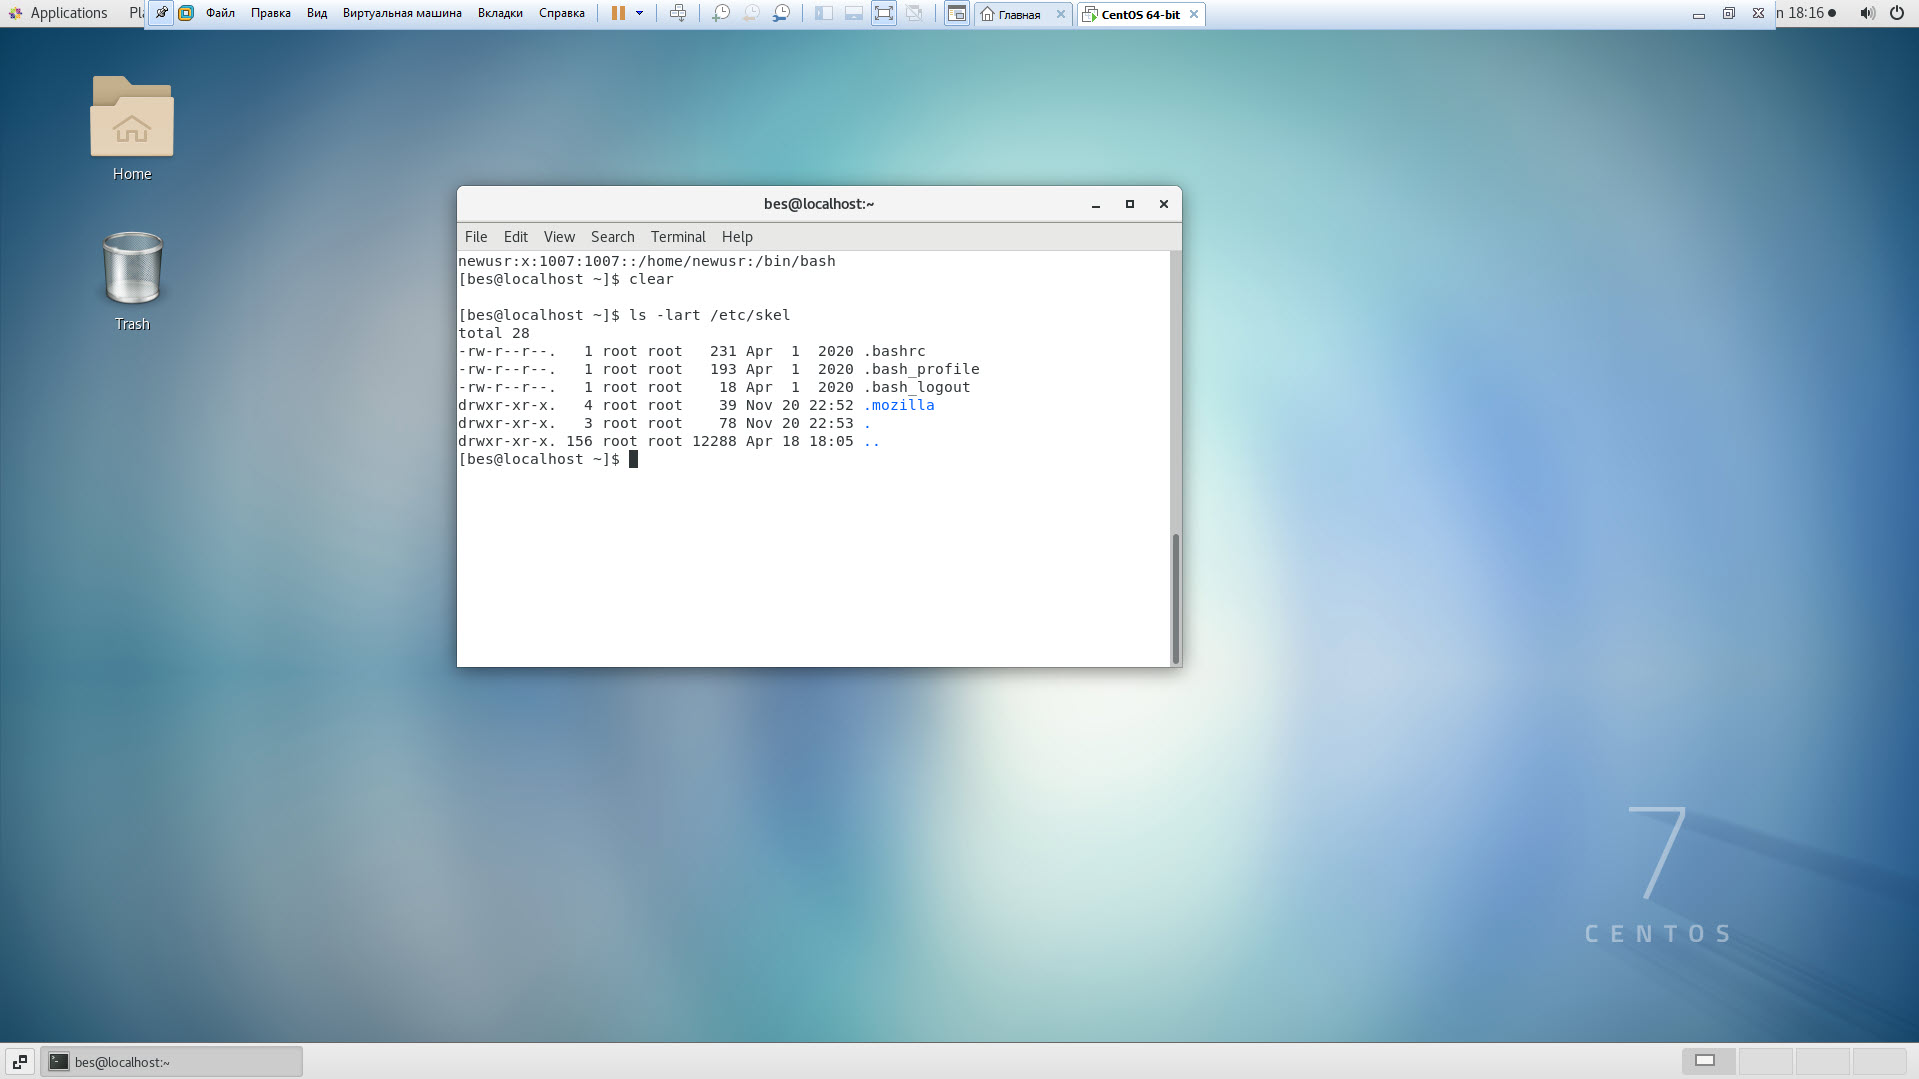 Applications
Pl
Файл Правка Вид Виртуальная машина Вкладки Справка
Главная
CentOS 64-bit
n 18:16
Home
Trash
bes@localhost:~
File Edit View Search Terminal Help
newusr:x:1007:1007::/home/newusr:/bin/bash
[bes@localhost ~]$ clear
[bes@localhost ~]$ ls -lart /etc/skel
total 28
-rw-r--r--.   1 root root   231 Apr  1  2020 .bashrc
-rw-r--r--.   1 root root   193 Apr  1  2020 .bash_profile
-rw-r--r--.   1 root root    18 Apr  1  2020 .bash_logout
drwxr-xr-x.   4 root root    39 Nov 20 22:52 .mozilla
drwxr-xr-x.   3 root root    78 Nov 20 22:53 .
drwxr-xr-x. 156 root root 12288 Apr 18 18:05 ..
[bes@localhost ~]$
7
CENTOS
bes@localhost:~